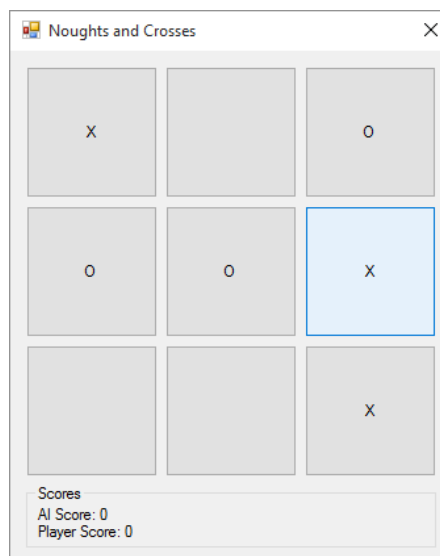 Noughts and Crosses
X O
O O X
X
Scores
AI Score: 0
Player Score: 0